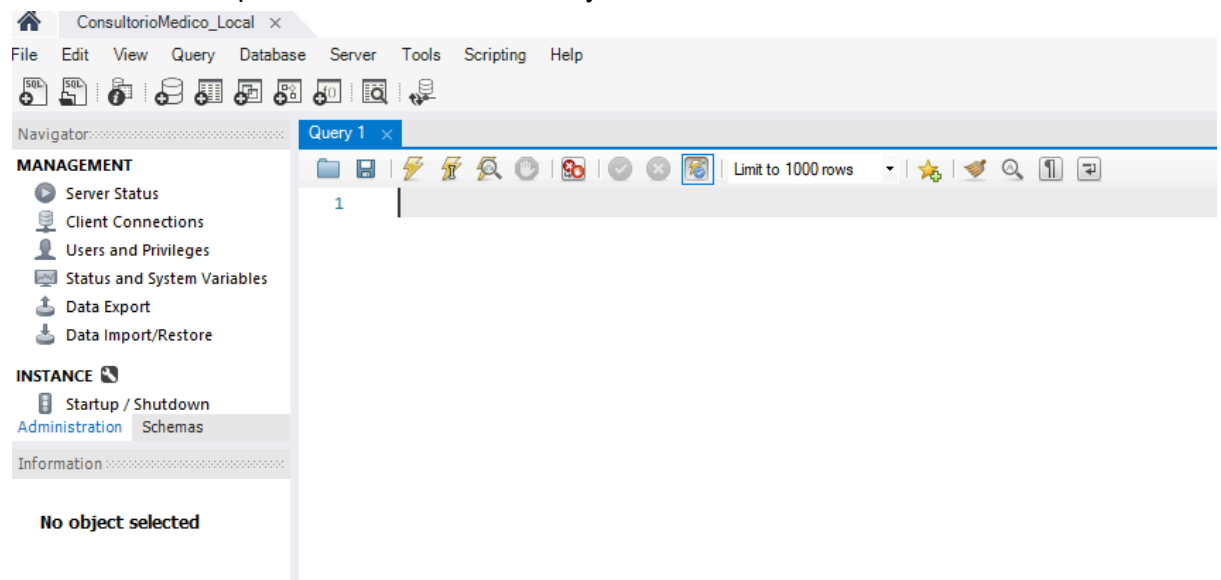 ConsultorioMedico_Local
File Edit View Query Database Server Tools Scripting Help
SQL SQL
Navigator
Query 1
MANAGEMENT
Limit to 1000 rows
Server Status
1
Client Connections
Users and Privileges
Status and System Variables
Data Export
Data Import/Restore
INSTANCE
Startup / Shutdown
Administration Schemas
Information
No object selected